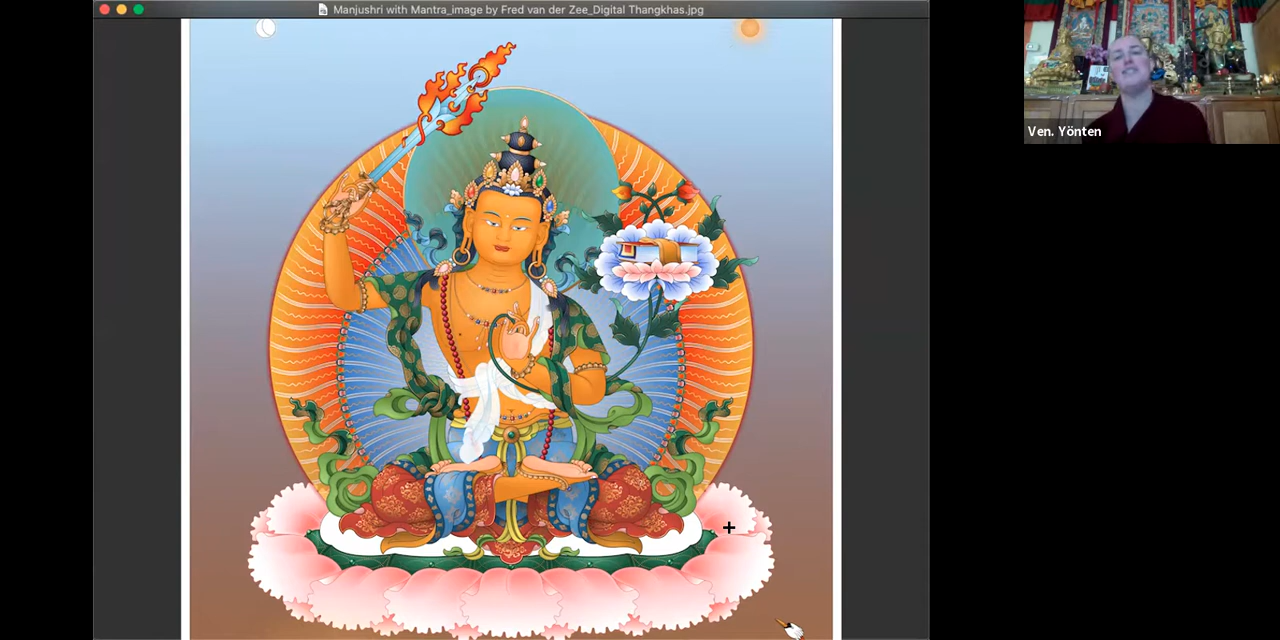 Manjushri with Mantra_image by Fred van der Zee_Digital Thangkhas.jpg
Ven. Yönten